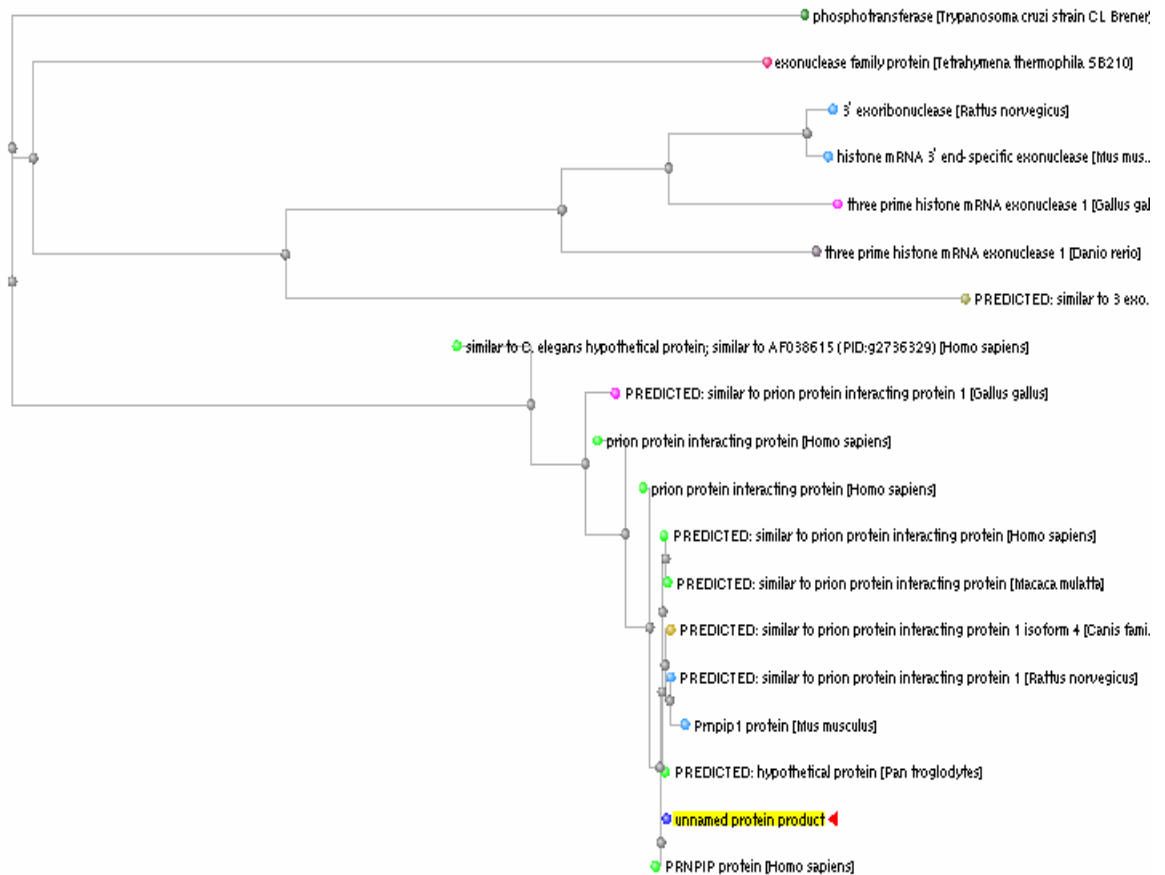 phosphotransferase [Trypanosoma cruzi strain CL Brener]
exonuclease family protein [Tetrahymena thermophila SB210]
3' exoribonuclease [Rattus norvegicus]
histone mRNA 3' end-specific exonuclease [Mus mus...
three prime histone mRNA exonuclease 1 [Gallus gal
three prime histone mRNA exonuclease 1 [Danio rerio]
PREDICTED: similar to 3 exo...
similar to C. elegans hypothetical protein; similar to AF038615 (PID:g2736329) [Homo sapiens]
PREDICTED: similar to prion protein interacting protein 1 [Gallus gallus]
prion protein interacting protein [Homo sapiens]
prion protein interacting protein [Homo sapiens]
PREDICTED: similar to prion protein interacting protein [Homo sapiens]
PREDICTED: similar to prion protein interacting protein [Macaca mulatta]
PREDICTED: similar to prion protein interacting protein 1 isoform 4 [Canis fami...
PREDICTED: similar to prion protein interacting protein 1 [Rattus norvegicus]
Prnpip1 protein [Mus musculus]
PREDICTED: hypothetical protein [Pan troglodytes]
unnamed protein product
PRNPIP protein [Homo sapiens]